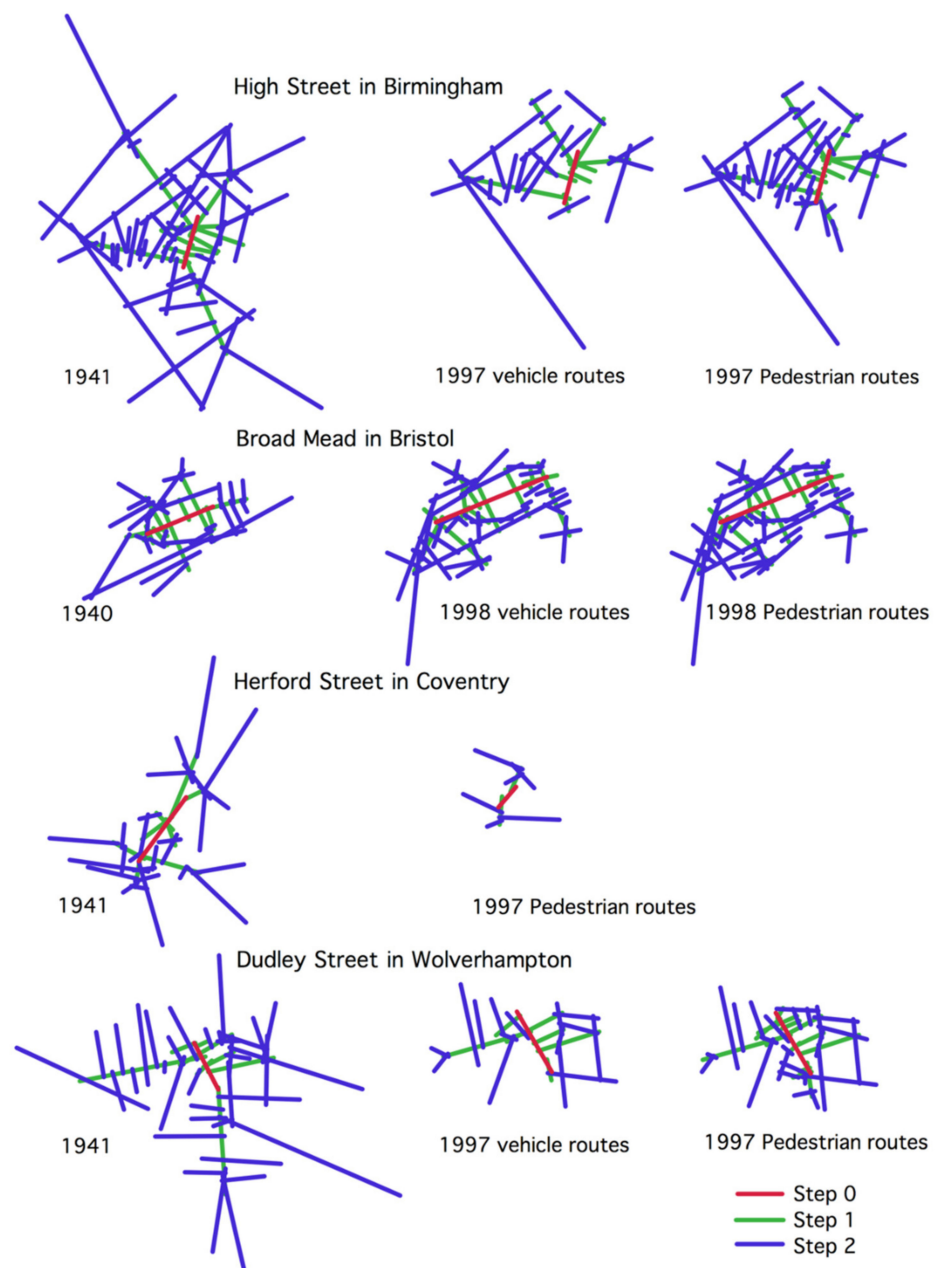 High Street in Birmingham
1941
1997 vehicle routes
1997 Pedestrian routes
Broad Mead in Bristol
1940
1998 vehicle routes
1998 Pedestrian routes
Herford Street in Coventry
1941
1997 Pedestrian routes
Dudley Street in Wolverhampton
1941
1997 vehicle routes
1997 Pedestrian routes
Step 0
Step 1
Step 2